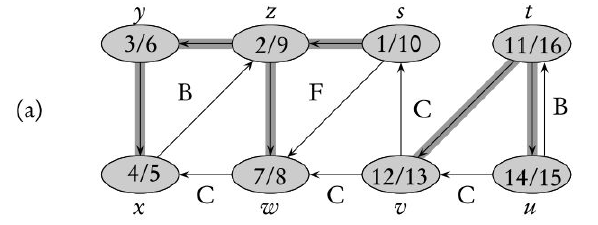 y z s t
3/6 2/9 1/10 11/16
(a) B F C B
4/5 C 7/8 C 12/13 C 14/15
x w v u